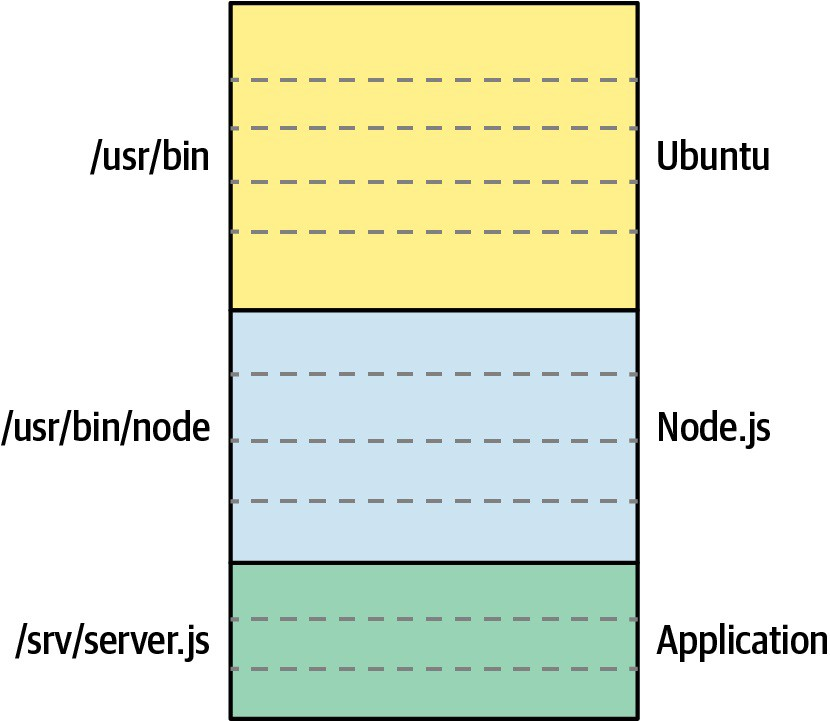 /usr/bin
Ubuntu
/usr/bin/node
Node.js
/srv/server.js
Application